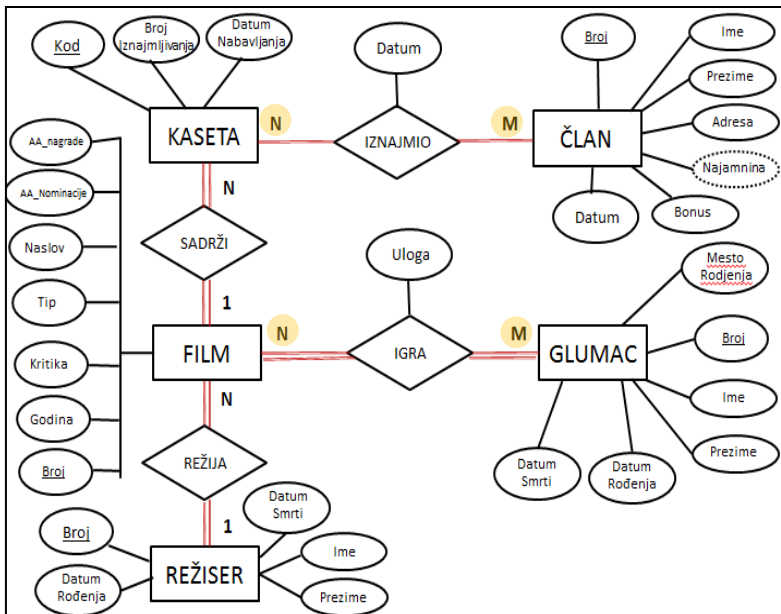 Kod
Broj
Iznajmljivanja
Datum
Nabavljanja
Datum
Broj
Ime
Prezime
Adresa
Najamnina
Bonus
Datum
KASETA
N
IZNAJMIO
M
ČLAN
AA_nagrade
AA_Nominacije
Naslov
Tip
Kritika
Godina
Broj
N
SADRŽI
1
FILM
N
Uloga
IGRA
M
GLUMAC
Mesto
Rodjenja
Broj
Ime
Prezime
Datum
Rođenja
Datum
Smrti
N
REŽIJA
1
REŽISER
Broj
Datum
Rođenja
Datum
Smrti
Ime
Prezime